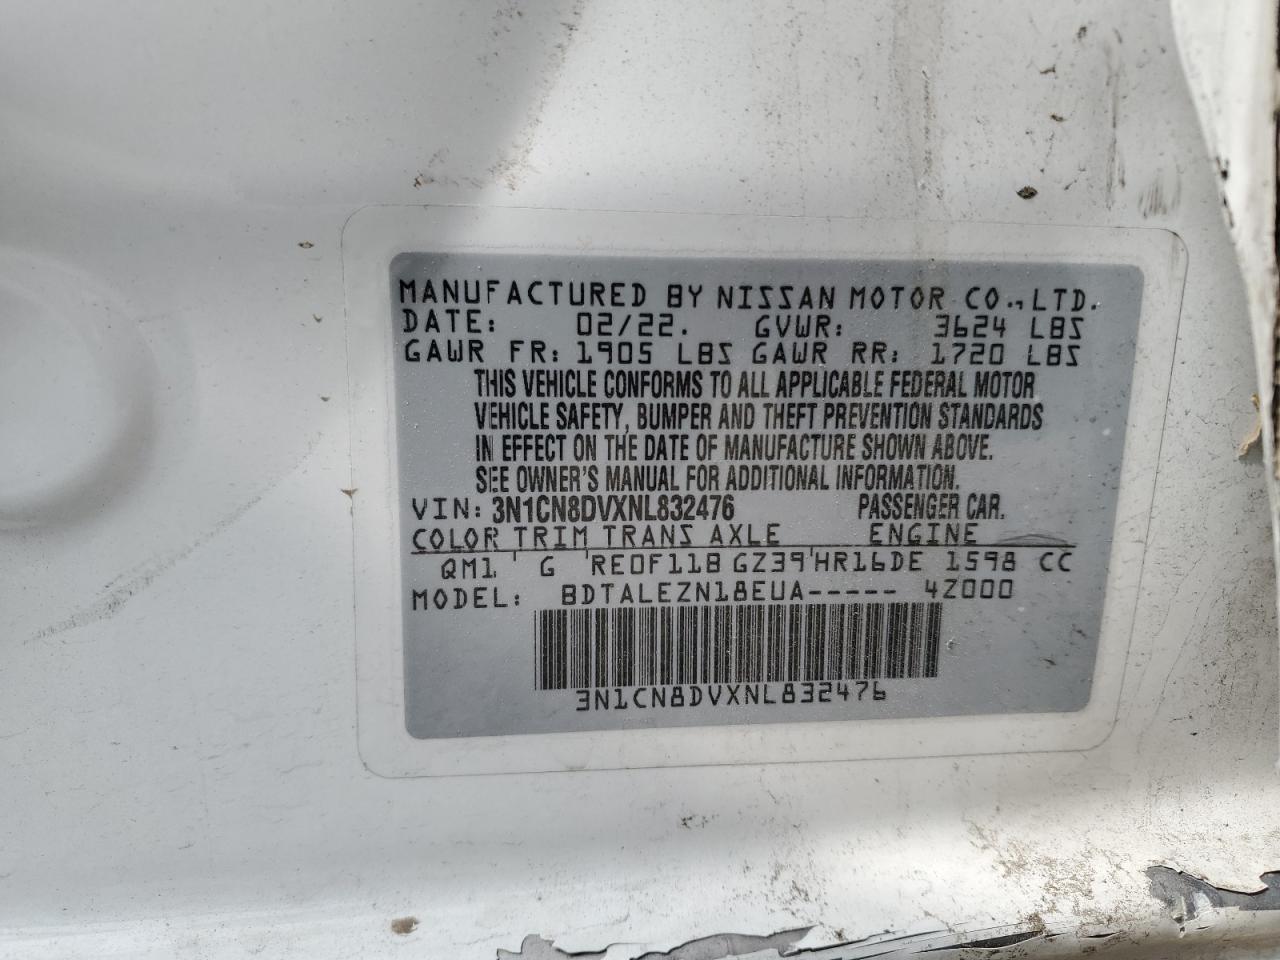 MANUFACTURED BY NISSAN MOTOR CO., LTD.
DATE: 02/22. GVWR: 3624 LBS
GAWR FR: 1905 LBS GAWR RR: 1720 LBS
THIS VEHICLE CONFORMS TO ALL APPLICABLE FEDERAL MOTOR
VEHICLE SAFETY, BUMPER AND THEFT PREVENTION STANDARDS
IN EFFECT ON THE DATE OF MANUFACTURE SHOWN ABOVE.
SEE OWNER'S MANUAL FOR ADDITIONAL INFORMATION.
VIN: 3N1CN8DVXNL832476 PASSENGER CAR.
COLOR TRIM TRANS AXLE ENGINE
QM1 ' G ' RE0F11B GZ39 ' HR16DE 1598 CC
MODEL: BDTALEZN18EUA----- 4Z000
3N1CN8DVXNL832476